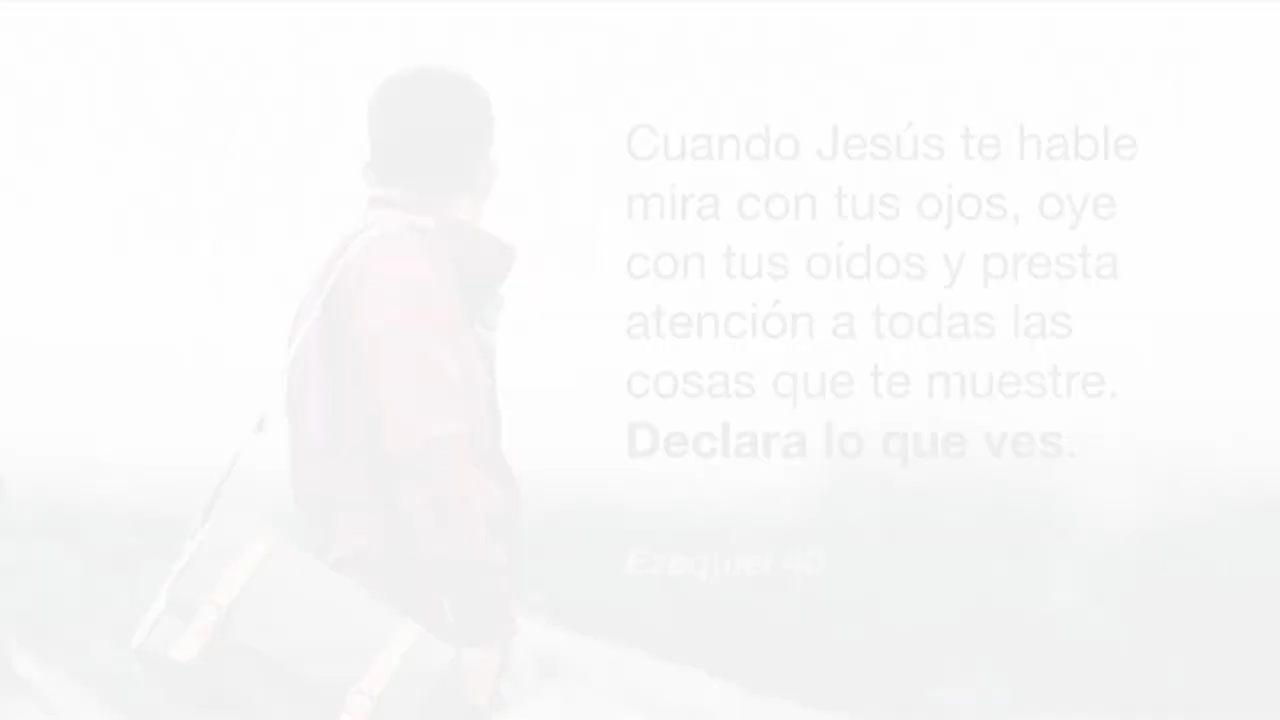 Cuando Jesús te hable
mira con tus ojos, oye
con tus oídos y presta
atención a todas las
cosas que te muestre.
Declara lo que ves.
Ezequiel 40